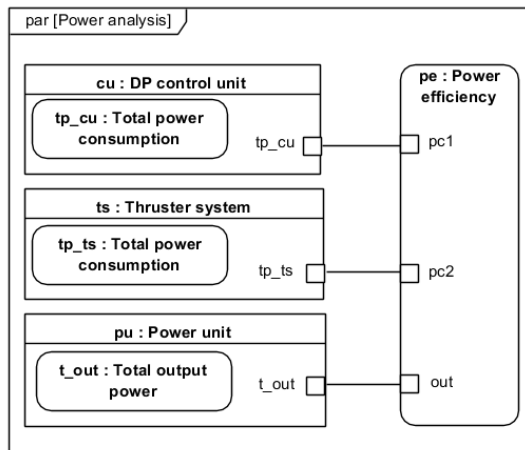 par [Power analysis]
cu : DP control unit
tp_cu : Total power
consumption
tp_cu
pe : Power
efficiency
pc1
ts : Thruster system
tp_ts : Total power
consumption
tp_ts
pc2
pu : Power unit
t_out : Total output
power
t_out
out